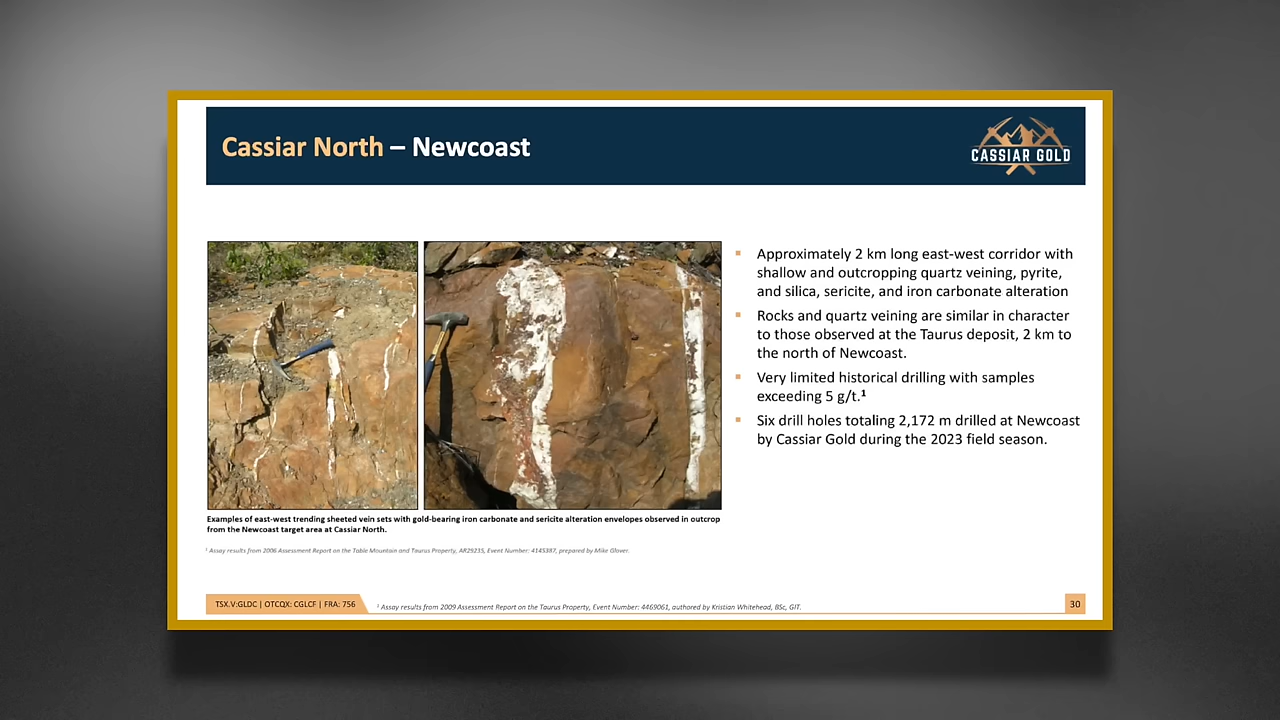 Cassiar North – Newcoast
CASSIAR GOLD
▪ Approximately 2 km long east-west corridor with
shallow and outcropping quartz veining, pyrite,
and silica, sericite, and iron carbonate alteration
▪ Rocks and quartz veining are similar in character
to those observed at the Taurus deposit, 2 km to
the north of Newcoast.
▪ Very limited historical drilling with samples
exceeding 5 g/t.¹
▪ Six drill holes totaling 2,172 m drilled at Newcoast
by Cassiar Gold during the 2023 field season.
Examples of east-west trending sheeted vein sets with gold-bearing iron carbonate and sericite alteration envelopes observed in outcrop
from the Newcoast target area at Cassiar North.
¹ Assay results from 2006 Assessment Report on the Table Mountain and Taurus Property, AR29235, Event Number: 4145387, prepared by Mike Glover.
TSX.V:GLDC | OTCQX: CGLCF | FRA: 756
² Assay results from 2009 Assessment Report on the Taurus Property, Event Number: 4469061, authored by Kristian Whitehead, BSc, GIT.
30